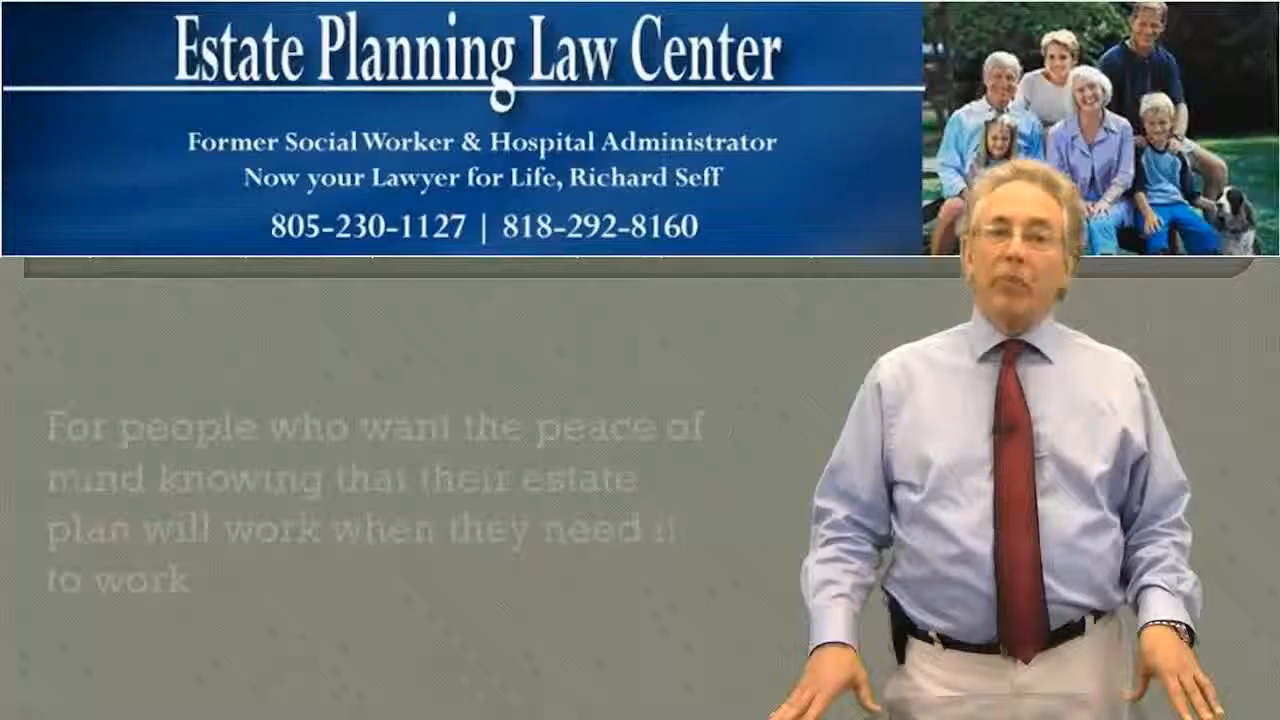 Estate Planning Law Center
Former Social Worker & Hospital Administrator
Now your Lawyer for Life, Richard Seff
805-230-1127 | 818-292-8160
For people who want the peace of
mind knowing that their estate
plan will work when they need it
to work